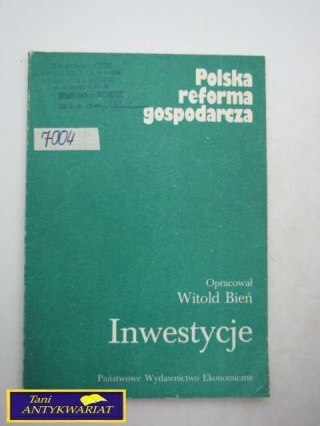 Polska
reforma
gospodarcza
7004
Opracował
Witold Bień
Inwestycje
Państwowe Wydawnictwo Ekonomiczne
Tani
ANTYKWARIAT